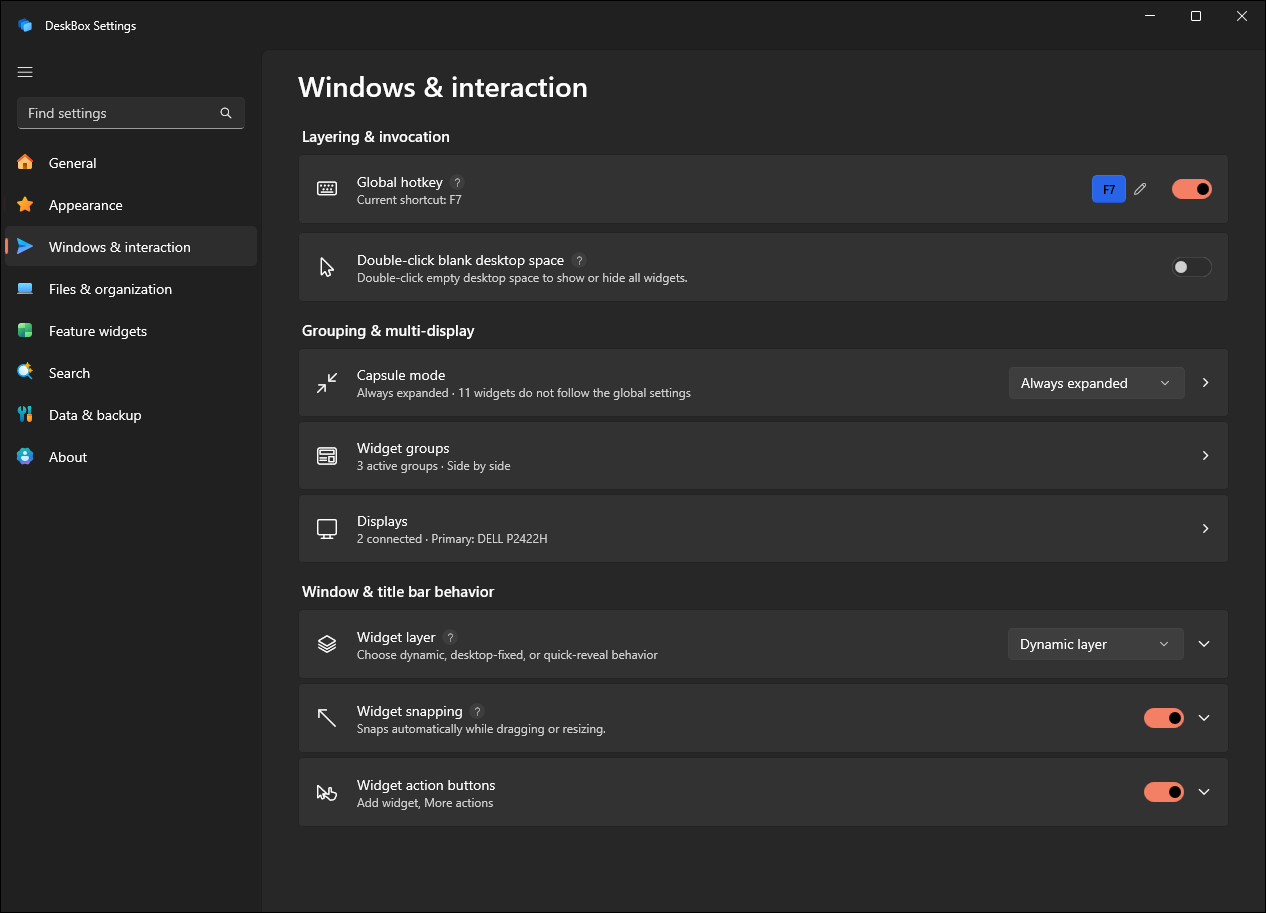 DeskBox Settings
Find settings
General
Appearance
Windows & interaction
Files & organization
Feature widgets
Search
Data & backup
About
Windows & interaction
Layering & invocation
Global hotkey ?
Current shortcut: F7
F7
Double-click blank desktop space ?
Double-click empty desktop space to show or hide all widgets.
Grouping & multi-display
Capsule mode
Always expanded · 11 widgets do not follow the global settings
Always expanded
Widget groups
3 active groups · Side by side
Displays
2 connected · Primary: DELL P2422H
Window & title bar behavior
Widget layer ?
Choose dynamic, desktop-fixed, or quick-reveal behavior
Dynamic layer
Widget snapping ?
Snaps automatically while dragging or resizing.
Widget action buttons
Add widget, More actions